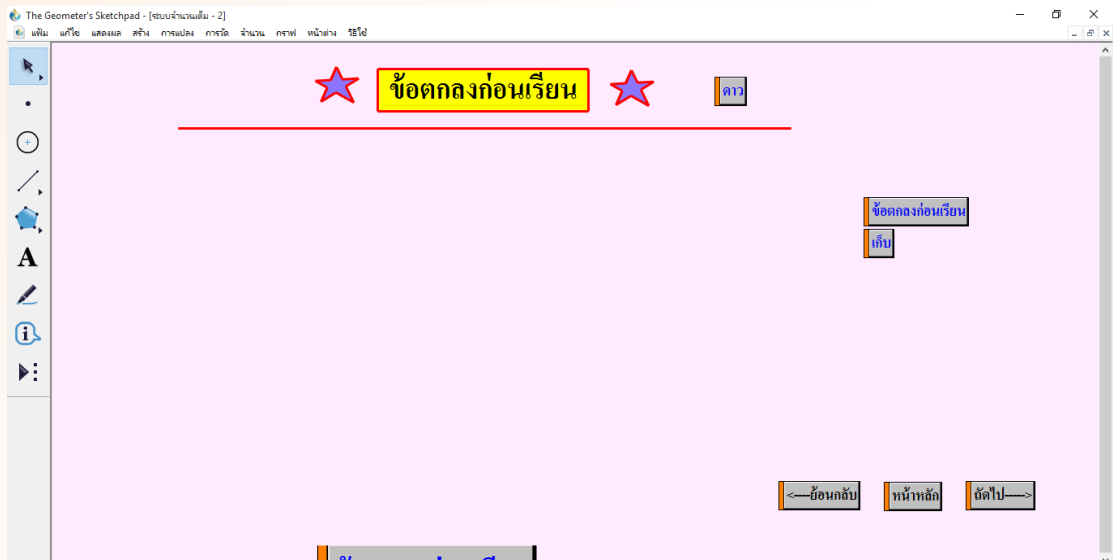 The Geometer's Sketchpad - [ระบบจำนวนเต็ม - 2]
แฟ้ม แก้ไข แสดงผล สร้าง การแปลง การวัด จำนวน กราฟ หน้าต่าง วิธีใช้
ข้อตกลงก่อนเรียน
ดาว
ข้อตกลงก่อนเรียน
เก็บ
A
<----ย้อนกลับ หน้าหลัก ถัดไป----->